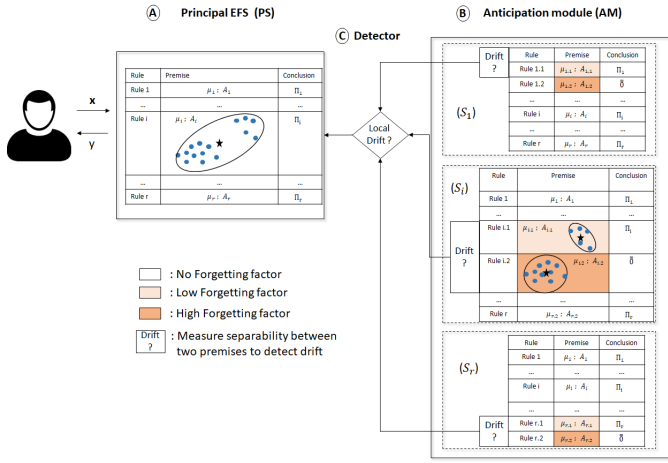 A Principal EFS (PS)
C Detector
B Anticipation module (AM)
x
y
Rule Premise Conclusion
Rule 1 μ₁ : A₁ Π₁
... ... ...
Rule i μᵢ : Aᵢ Πᵢ
... ... ...
Rule r μᵣ : Aᵣ Πᵣ
Local
Drift ?
: No Forgetting factor
: Low Forgetting factor
: High Forgetting factor
Drift
?
: Measure separability between
two premises to detect drift
Drift
?
(S₁)
Rule Premise Conclusion
Rule 1.1 μ₁.₁ : A₁.₁ Π₁
Rule 1.2 μ₁.₂ : A₁.₂ 0̄
... ... ...
Rule i μᵢ : Aᵢ Πᵢ
... ... ...
Rule r μᵣ : Aᵣ Πᵣ
(Sᵢ)
Drift
?
Rule Premise Conclusion
Rule 1 μ₁ : A₁ Π₁
... ... ...
Rule i.1 μᵢ.₁ : Aᵢ.₁ Πᵢ
Rule i.2 μᵢ.₂ : Aᵢ.₂ 0̄
... ... ...
Rule r μᵣ.₂ : Aᵣ.₂ Πᵣ
(Sᵣ)
Rule Premise Conclusion
Rule 1 μ₁ : A₁ Π₁
... ... ...
Rule i μᵢ : Aᵢ Πᵢ
... ... ...
Drift
?
Rule r.1 μᵣ.₁ : Aᵣ.₁ Πᵣ
Rule r.2 μᵣ.₂ : Aᵣ.₂ 0̄